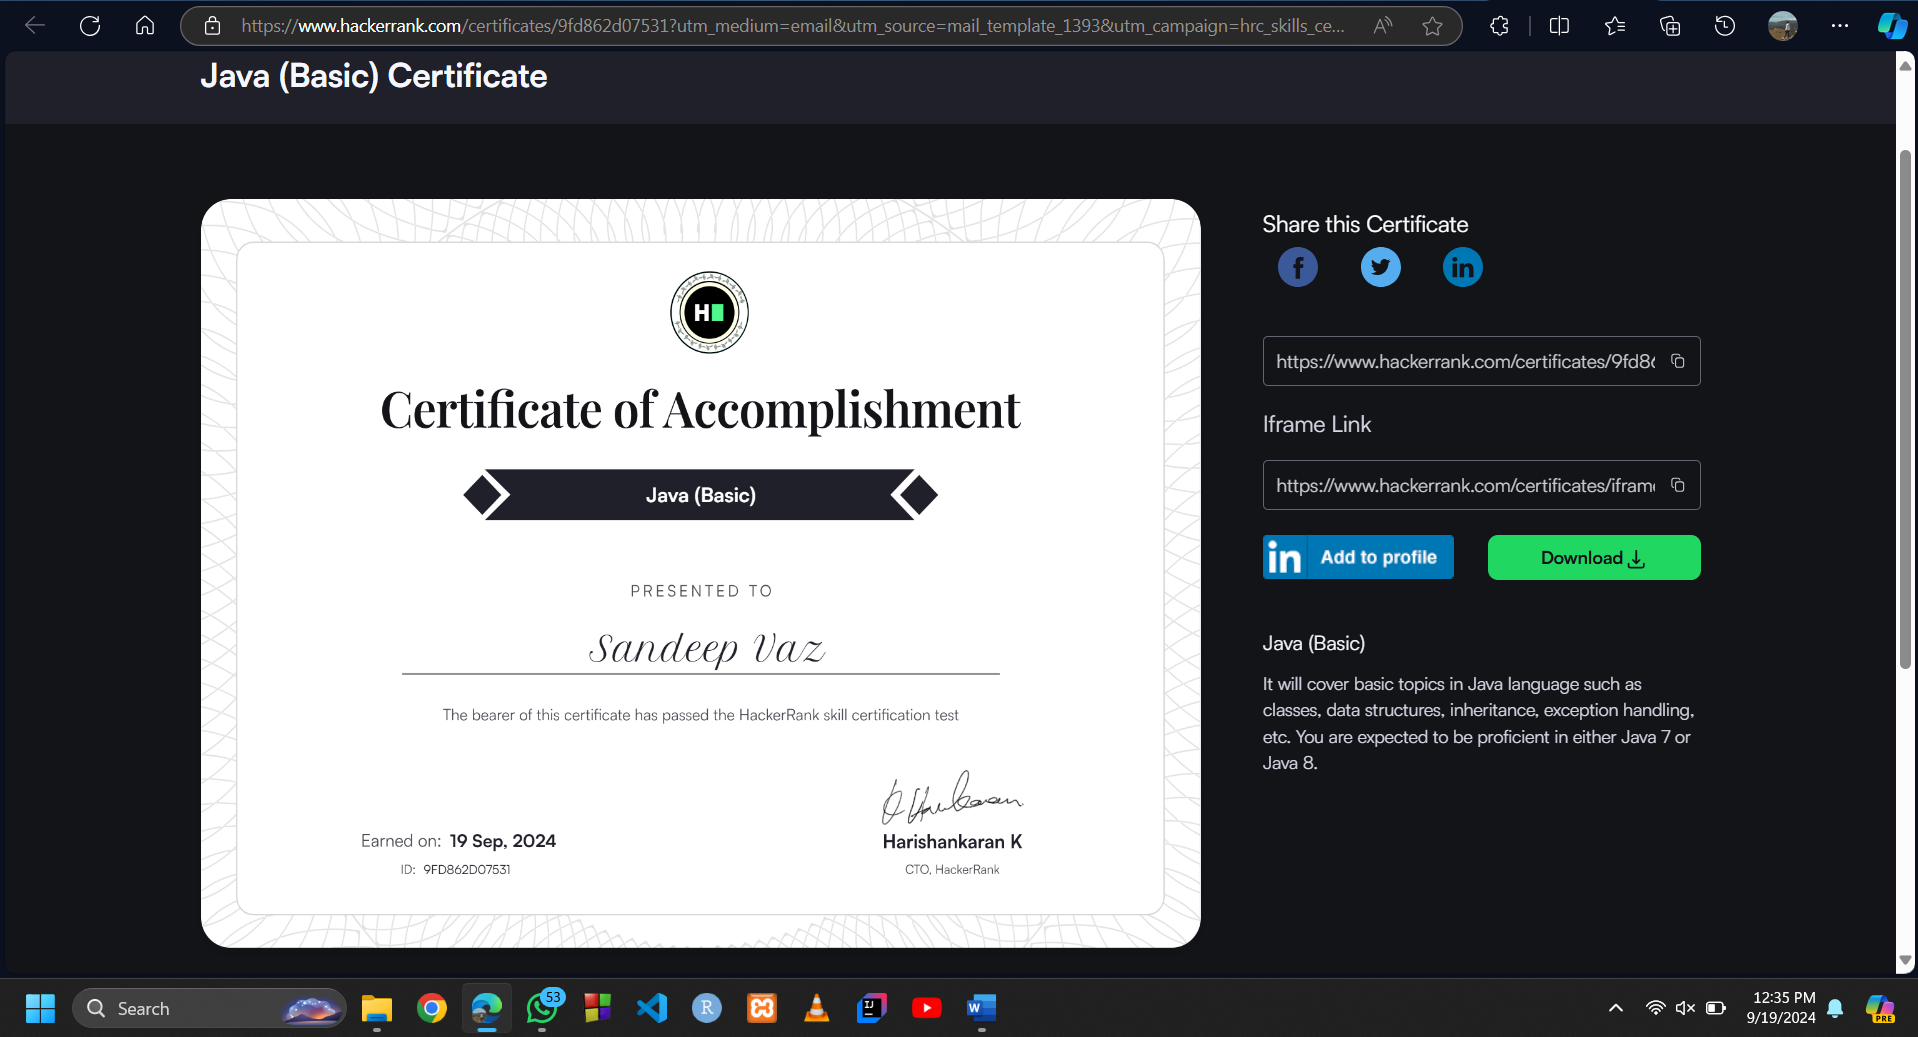 https://www.hackerrank.com/certificates/9fd862d07531?utm_medium=email&utm_source=mail_template_1393&utm_campaign=hrc_skills_ce...
Java (Basic) Certificate
H
Certificate of Accomplishment
Java (Basic)
PRESENTED TO
Sandeep Vaz
The bearer of this certificate has passed the HackerRank skill certification test
Earned on: 19 Sep, 2024
ID: 9FD862D07531
Harishankaran K
CTO, HackerRank
Share this Certificate
https://www.hackerrank.com/certificates/9fd86
Iframe Link
https://www.hackerrank.com/certificates/iframe
in Add to profile
Download
Java (Basic)
It will cover basic topics in Java language such as
classes, data structures, inheritance, exception handling,
etc. You are expected to be proficient in either Java 7 or
Java 8.
Search
53
R
IJ
W
12:35 PM
9/19/2024
PRE